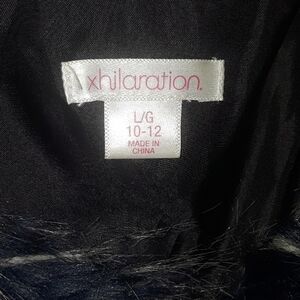 xhilaration.
L/G
10-12
MADE IN
CHINA